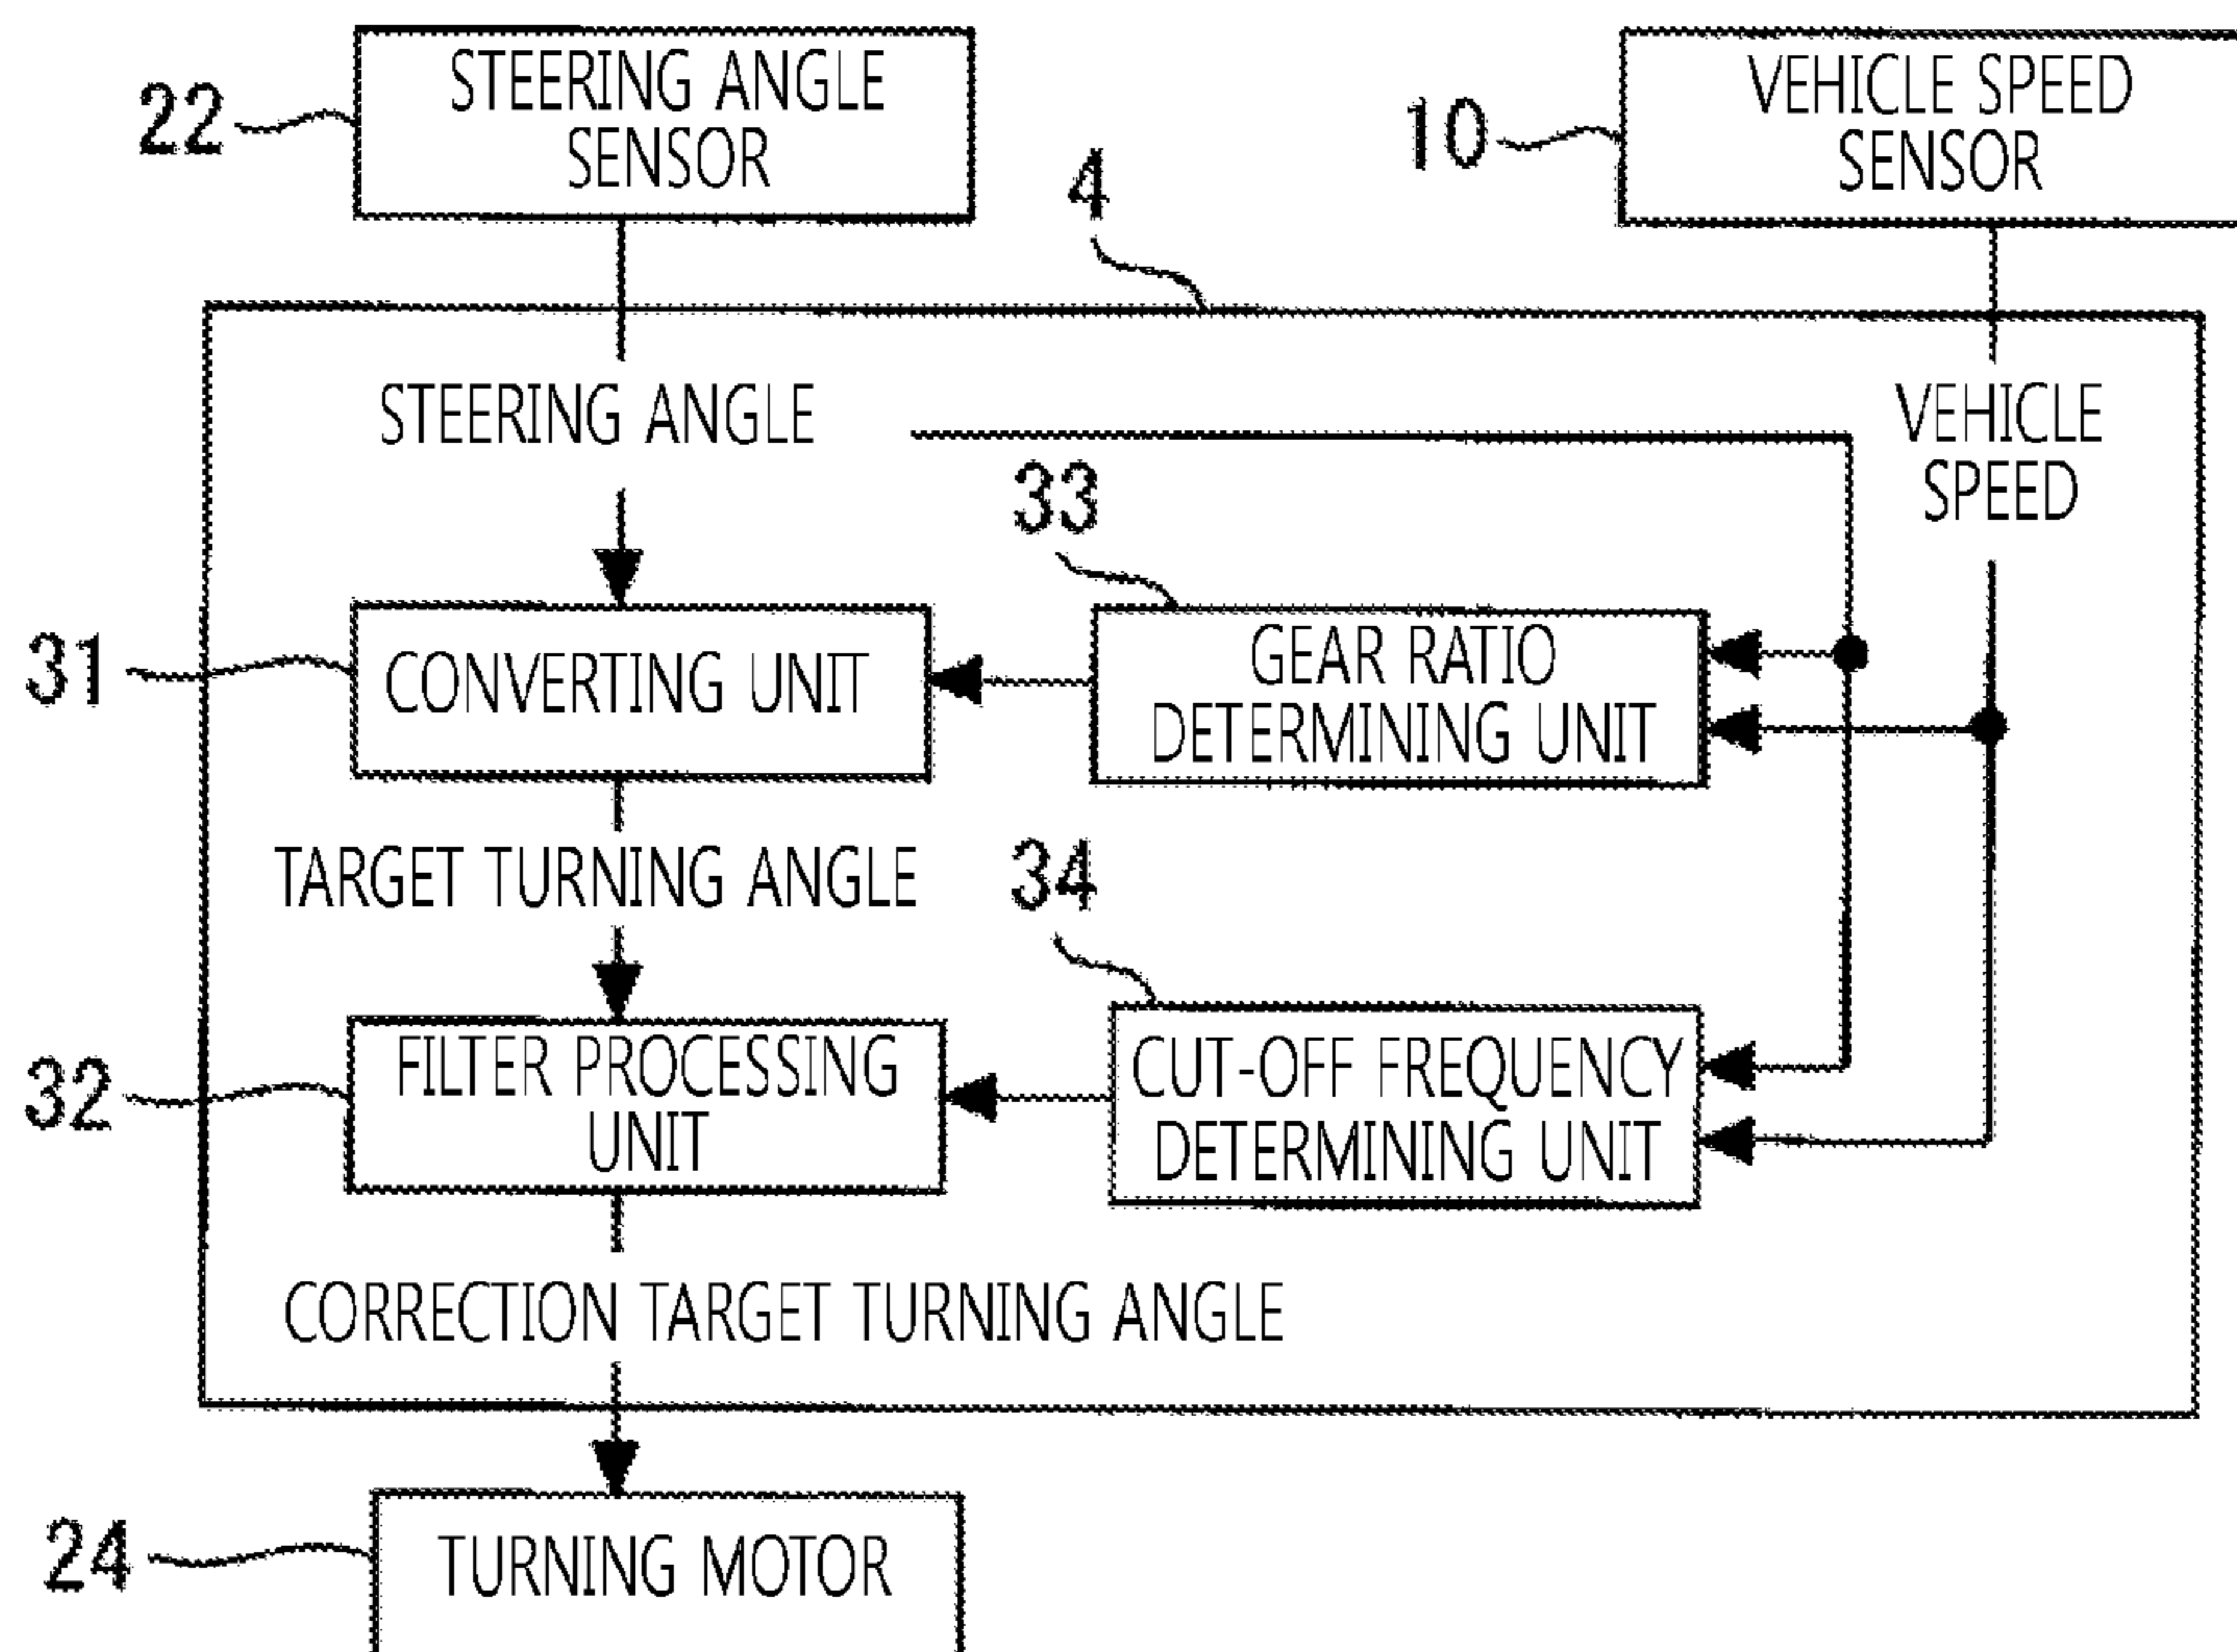 22
STEERING ANGLE
SENSOR
10
VEHICLE SPEED
SENSOR
4
STEERING ANGLE
VEHICLE
SPEED
33
31
CONVERTING UNIT
GEAR RATIO
DETERMINING UNIT
TARGET TURNING ANGLE
34
32
FILTER PROCESSING
UNIT
CUT-OFF FREQUENCY
DETERMINING UNIT
CORRECTION TARGET TURNING ANGLE
24
TURNING MOTOR